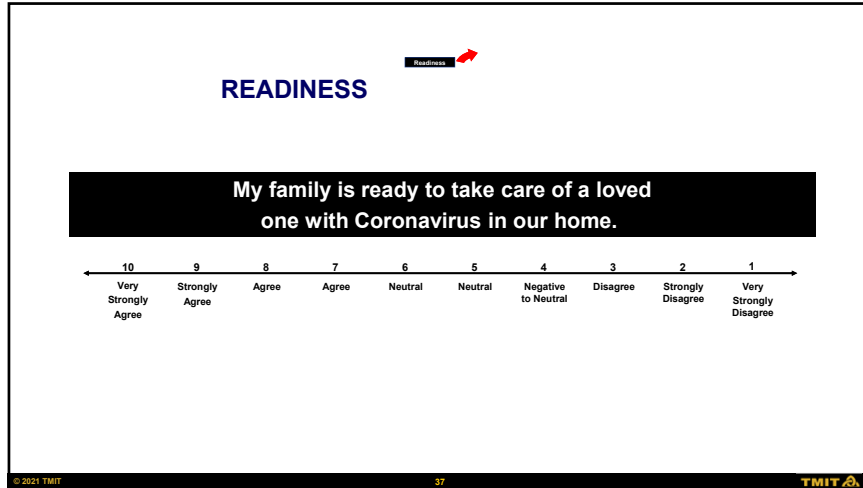 Readiness
READINESS
My family is ready to take care of a loved
one with Coronavirus in our home.
10 9 8 7 6 5 4 3 2 1
Very Strongly Agree Agree Neutral Neutral Negative Disagree Strongly Very
Strongly Agree to Neutral Disagree Strongly
Agree Disagree
© 2021 TMIT 37 TMIT